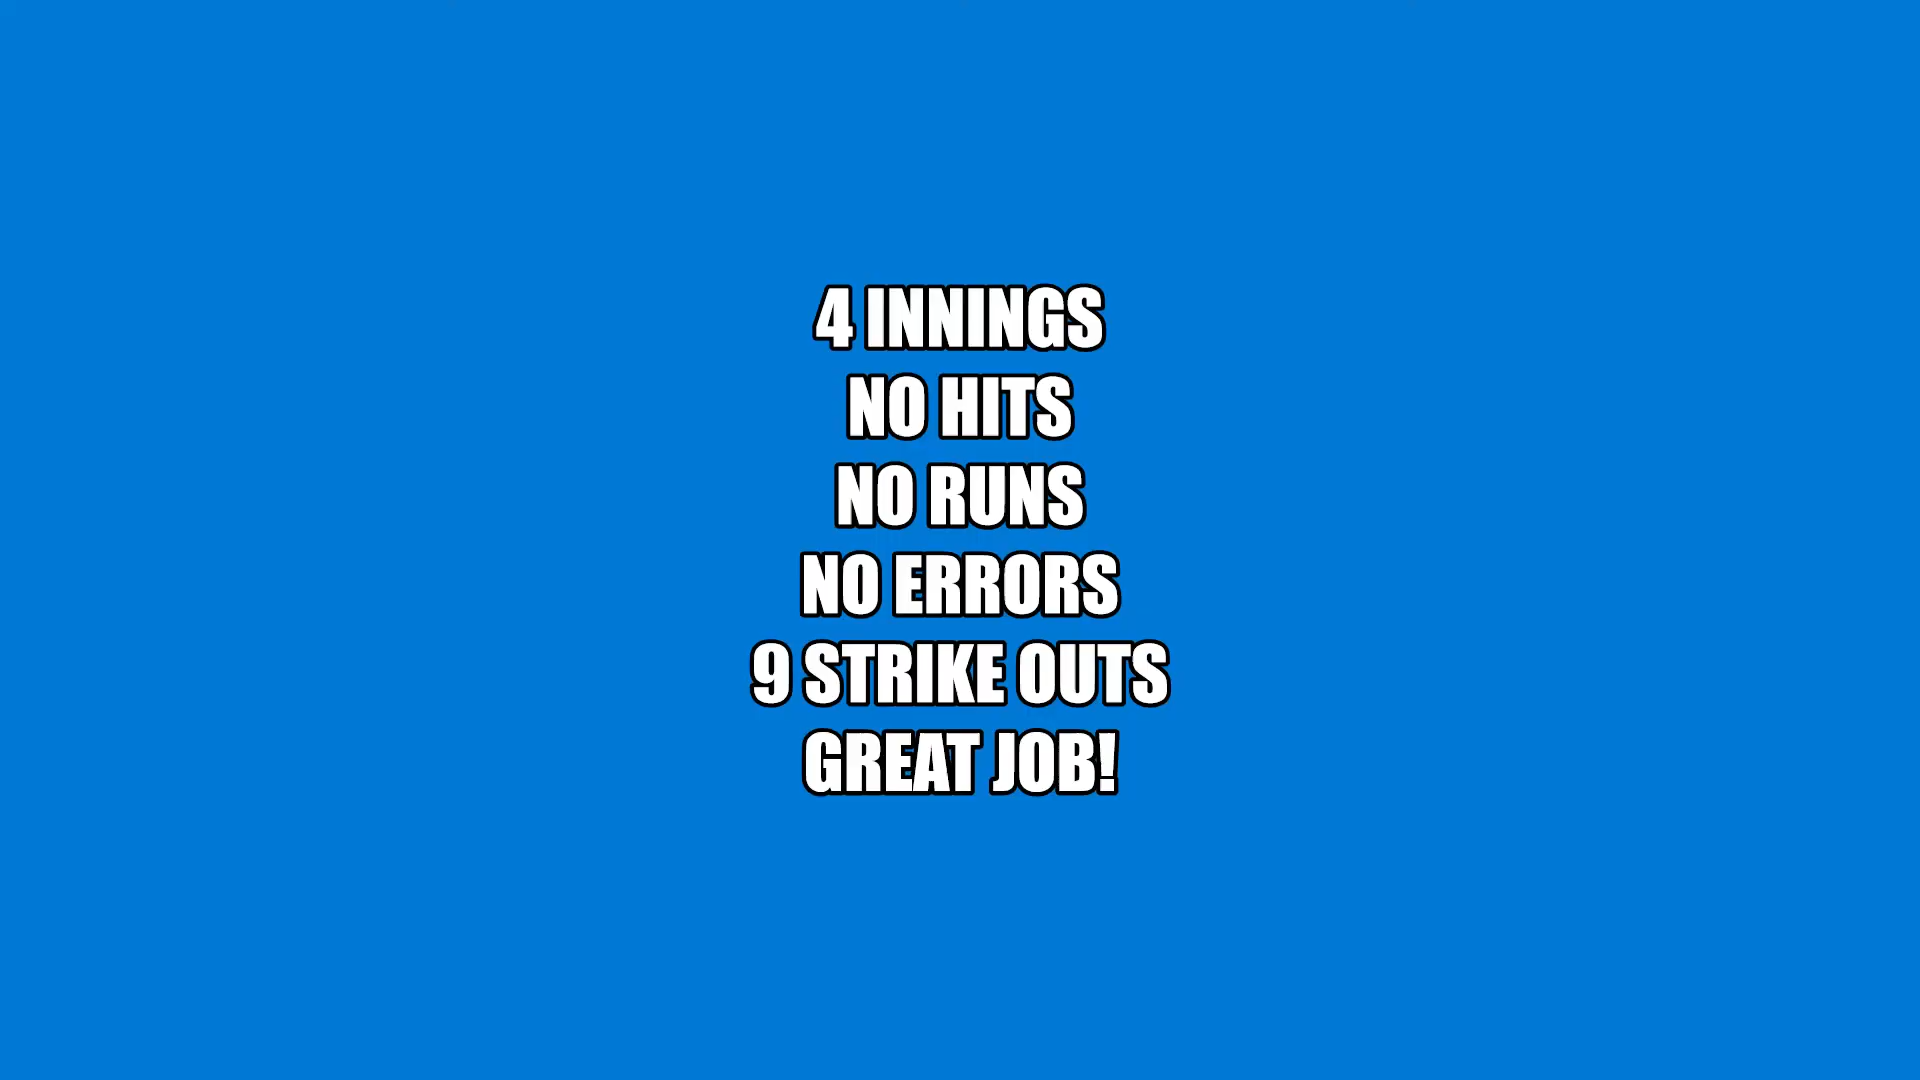 4 INNINGS
NO HITS
NO RUNS
NO ERRORS
9 STRIKE OUTS
GREAT JOB!